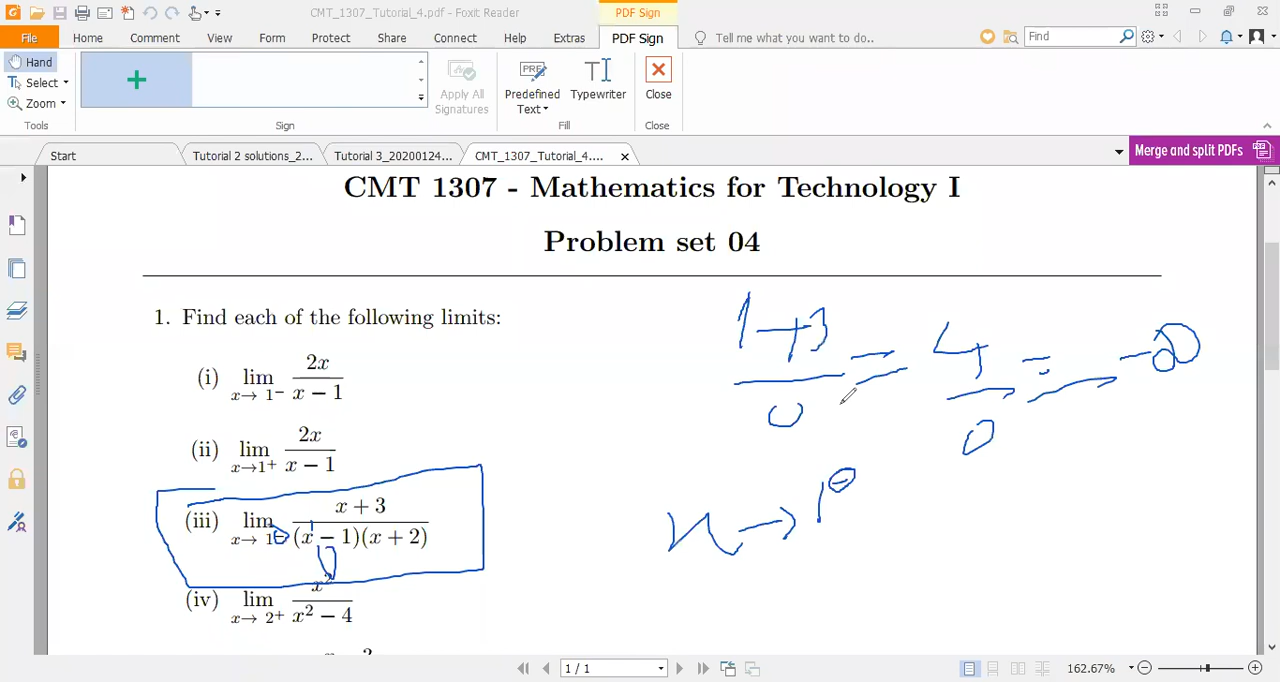 CMT_1307_Tutorial_4.pdf - Foxit Reader
PDF Sign
File Home Comment View Form Protect Share Connect Help Extras PDF Sign Tell me what you want to do.. Find
Hand
Select
Zoom
Tools
Sign
Apply All Signatures
PRE
Predefined Text
Typewriter
Fill
Close
Close
Start
Tutorial 2 solutions_2...
Tutorial 3_20200124...
CMT_1307_Tutorial_4....
Merge and split PDFs
CMT 1307 - Mathematics for Technology I
Problem set 04
1. Find each of the following limits:
(i) lim x→ 1− 2x / x − 1
(ii) lim x→1+ 2x / x − 1
(iii) lim x→ 1− x + 3 / (x − 1)(x + 2)
(iv) lim x→ 2+ x² / x² − 4
1+3 / 0 = 4 / 0 = −∞
x → 1−
1 / 1
162.67%